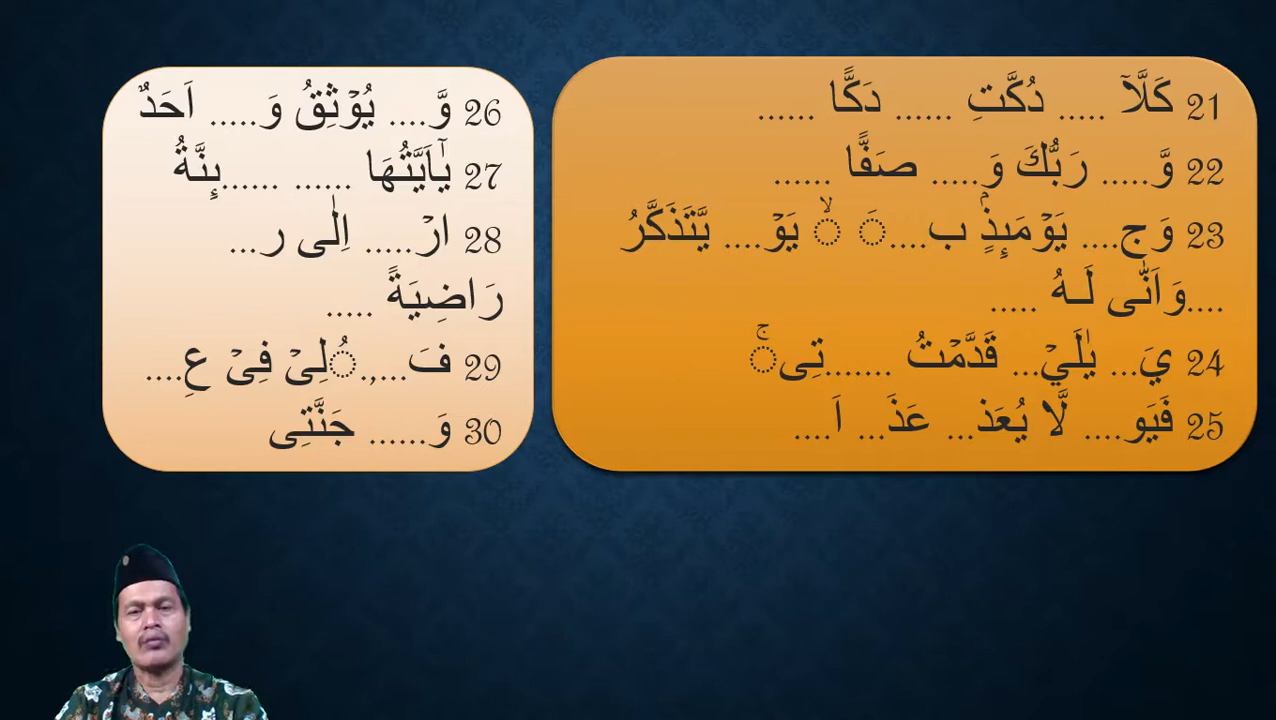 21 كَلَّآ ..... دُكَّتِ ...... دَكًّا ......
22 وَّ..... رَبُّكَ وَ..... صَفًّا ......
23 وَج.... يَوْمَىِٕذٍۢ ب....◌َ ◌ۙ يَوْ.... يَّتَذَكَّرُ
....وَاَنّٰى لَـهُ .....
24 يَ... يٰلَيْ... قَدَّمْتُ .......تِى◌ۚ
25 فَيَو.... لَّا يُعَذ... عَذَ... اَ....
26 وَّ.... يُوْثِقُ وَ..... اَحَدٌ
27 يٰٓاَيَّتُهَا ...... ......ىِٕنَّةُ
28 ارْ..... اِلٰى ر...
رَاضِيَةً .....
29 فَ...,.◌ُلِىْ فِىْ عِ....
30 وَ...... جَنَّتِى